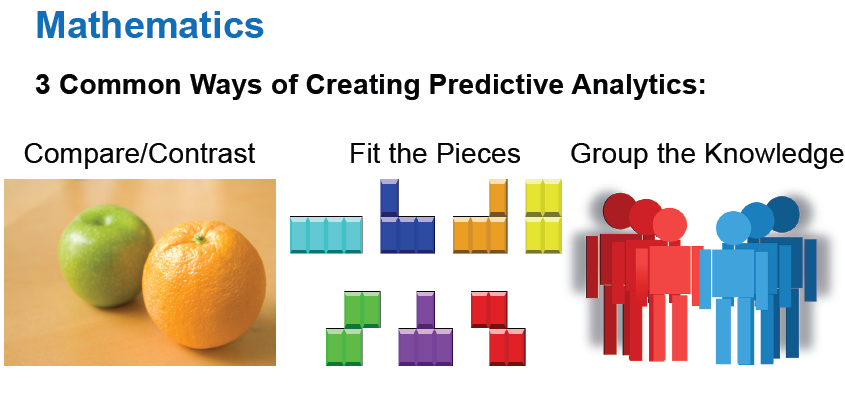 Mathematics
3 Common Ways of Creating Predictive Analytics:
Compare/Contrast
Fit the Pieces
Group the Knowledge